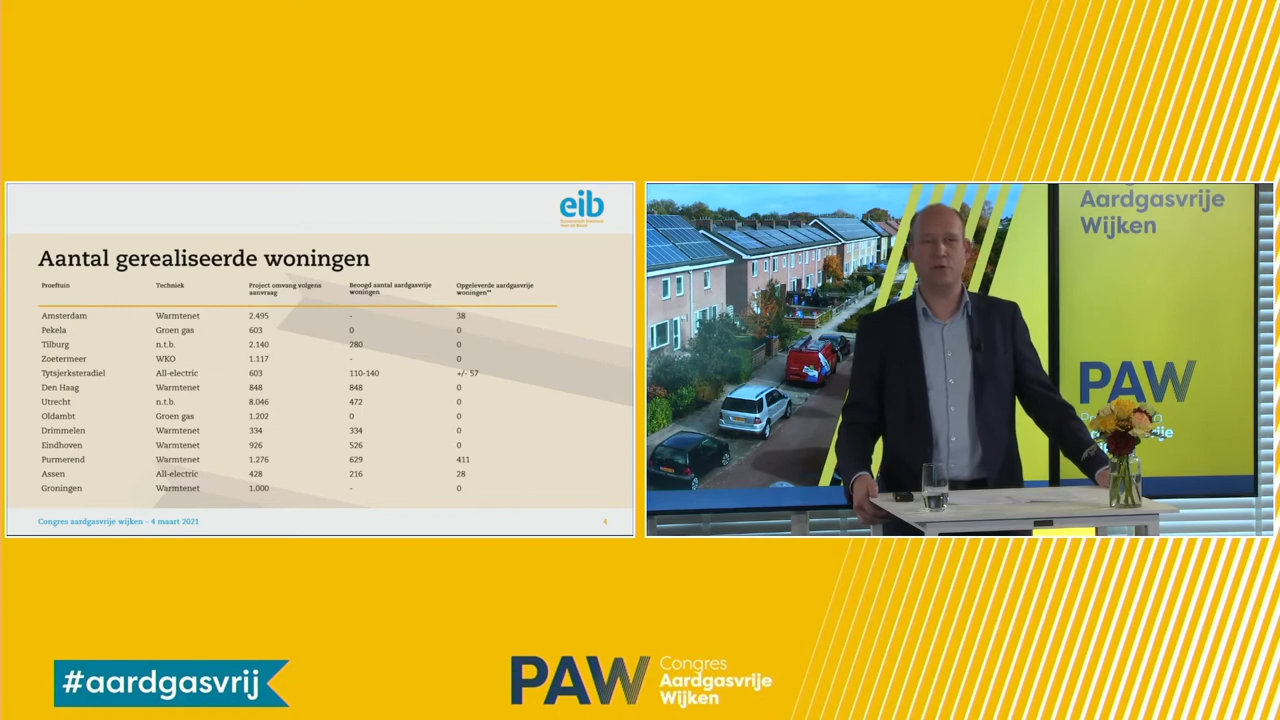 eib
Aantal gerealiseerde woningen
Proeftuin Techniek Project omvang volgens aanvraag Beoogd aantal aardgasvrije woningen Opgeleverde aardgasvrije woningen**
Amsterdam Warmtenet 2.495 - 38
Pekela Groen gas 603 0 0
Tilburg n.t.b. 2.140 280 0
Zoetermeer WKO 1.117 - 0
Tytsjerksteradiel All-electric 603 110-140 +/- 57
Den Haag Warmtenet 848 848 0
Utrecht n.t.b. 8.046 472 0
Oldambt Groen gas 1.202 0 0
Drimmelen Warmtenet 334 334 0
Eindhoven Warmtenet 926 526 0
Purmerend Warmtenet 1.276 629 411
Assen All-electric 428 216 28
Groningen Warmtenet 1.000 - 0
Congres aardgasvrije wijken - 4 maart 2021 4
Aardgasvrije
Wijken
PAW
#aardgasvrij
PAW
Congres
Aardgasvrije
Wijken